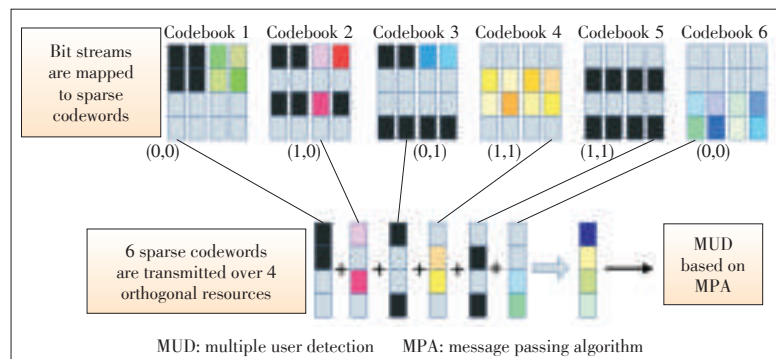 Codebook 1 Codebook 2 Codebook 3 Codebook 4 Codebook 5 Codebook 6
Bit streams
are mapped
to sparse
codewords
(0,0) (1,0) (0,1) (1,1) (1,1) (0,0)
6 sparse codewords
are transmitted over 4
orthogonal resources
+ + + + +
MUD
based on
MPA
MUD: multiple user detection MPA: message passing algorithm